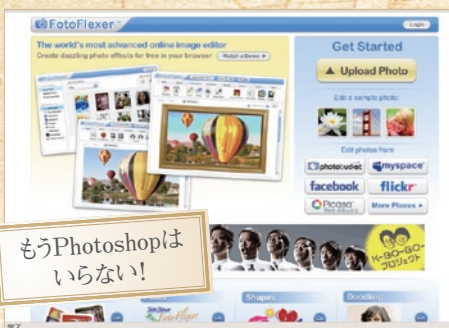 FotoFlexer
Login
The world's most advanced online image editor
Create dazzling photo effects for free in your browser
Watch a Demo
Get Started
Upload Photo
Edit a sample photo:
Edit photos from:
photobucket
myspace
facebook
flickr
Picasa
Web Albums
More Places
もうPhotoshopは
いらない!
K-BO-BO-
プロジェクト
FotoFlexer
Shapes
Doodling
完了